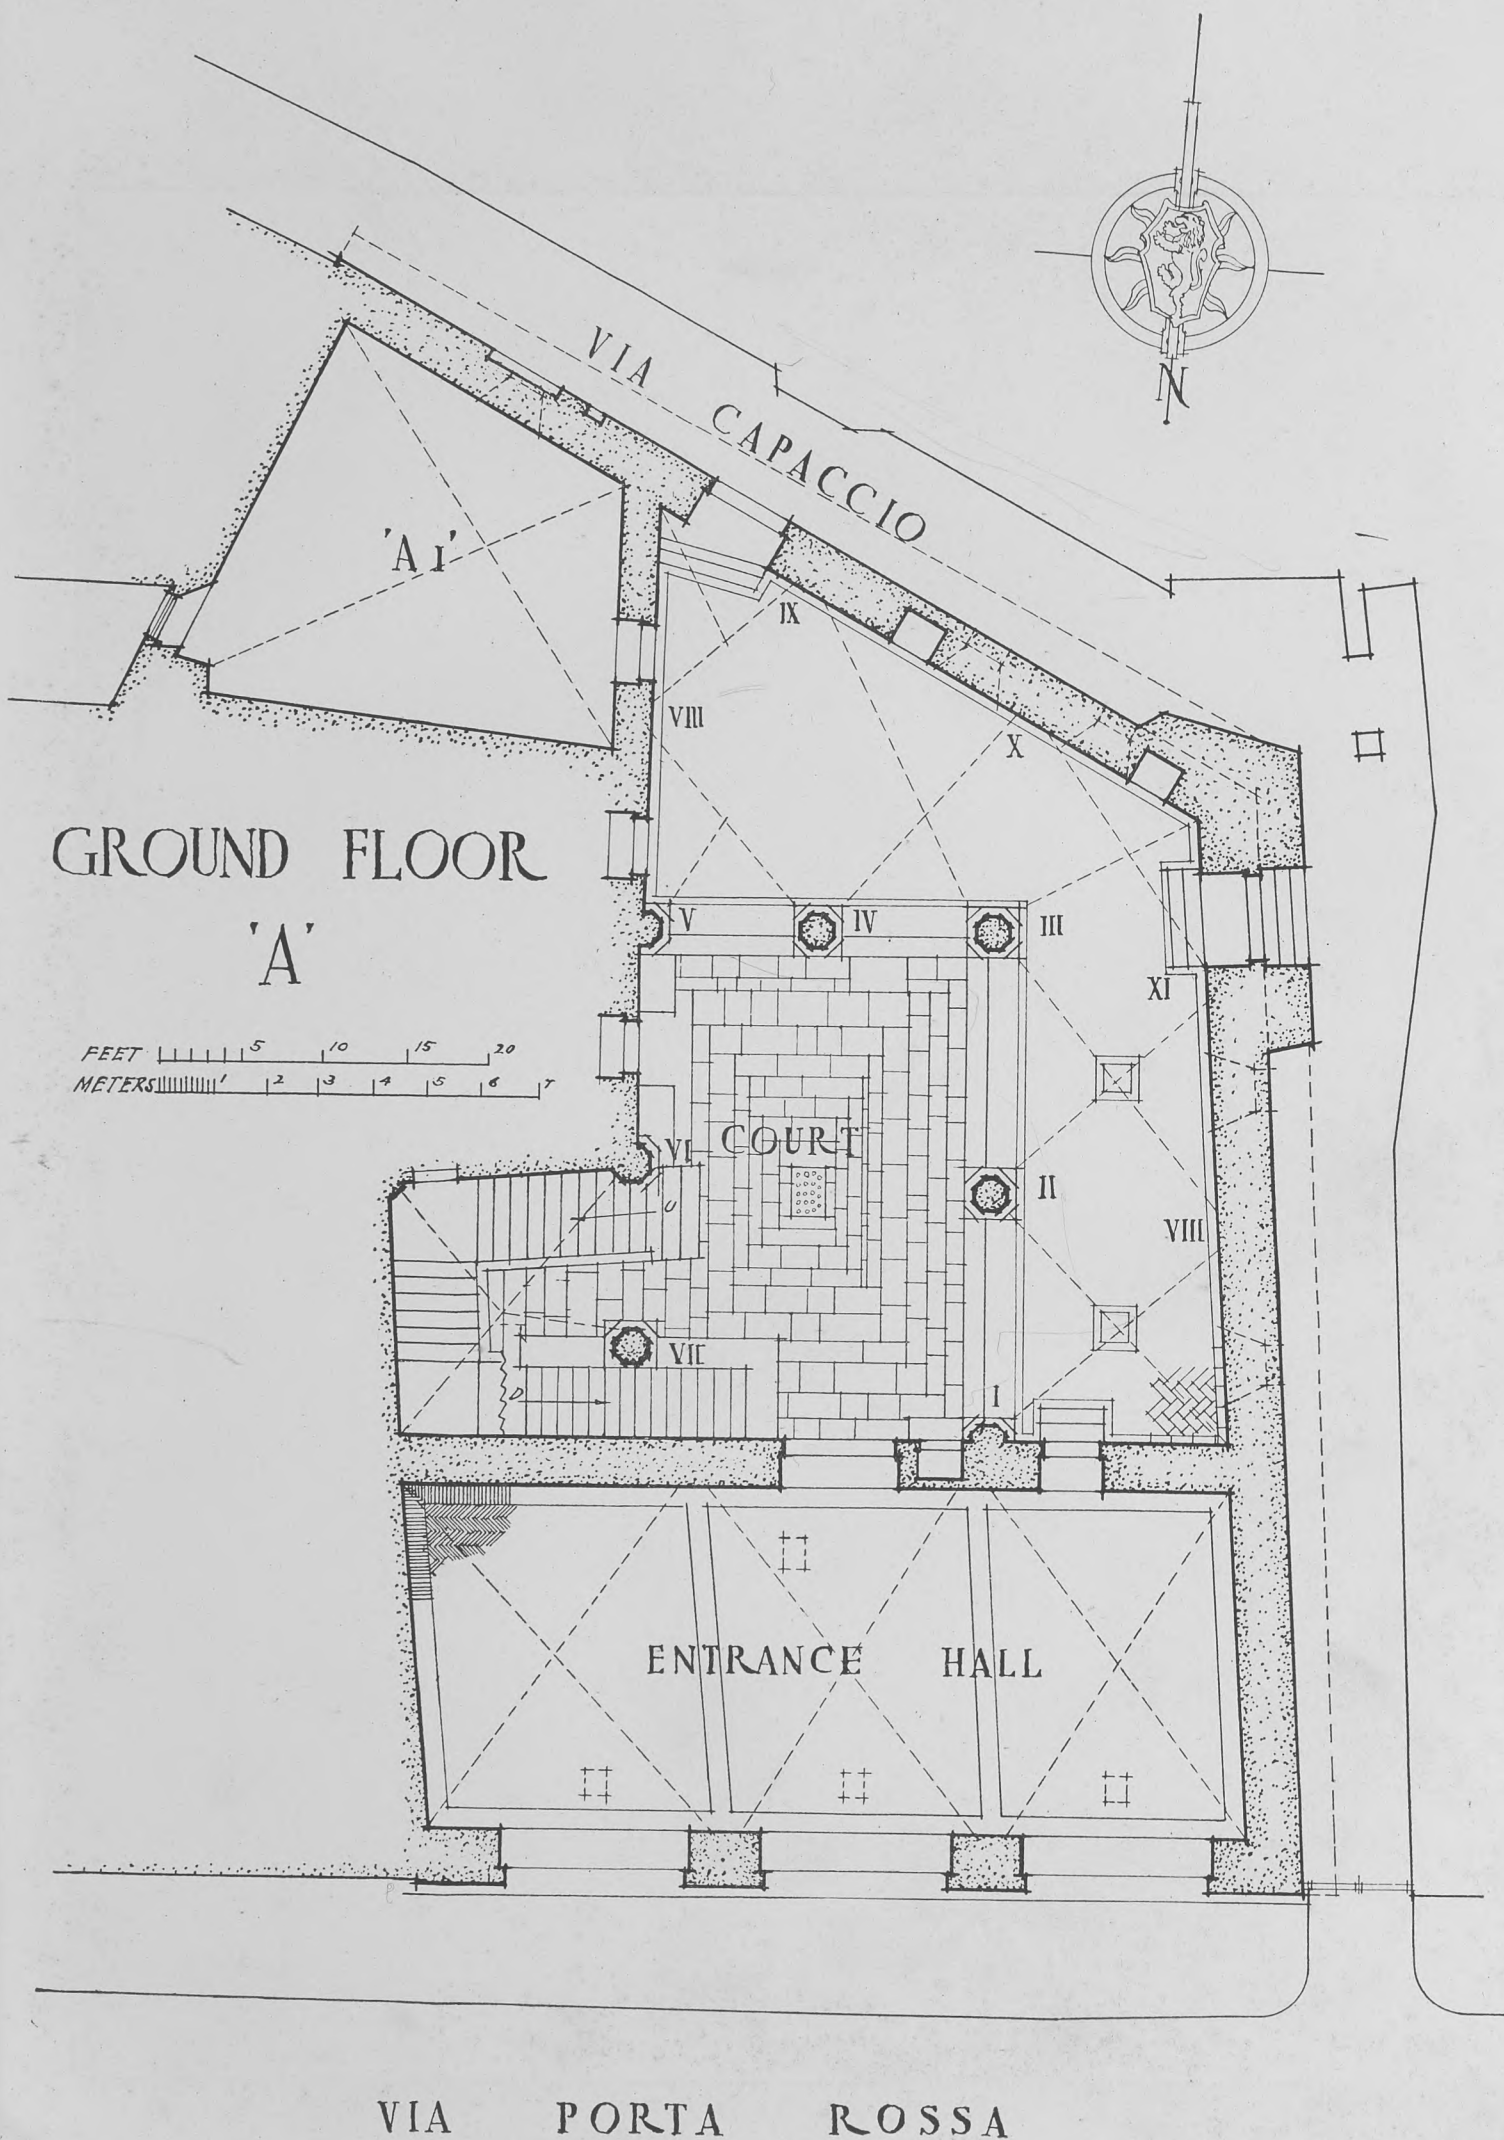 N
VIA CAPACCIO
'A I'
IX
VIII
X
GROUND FLOOR
'A'
V
IV
III
XI
FEET 5 10 15 20
METERS 1 2 3 4 5 6 7
VI
COURT
U
II
VIII
VII
D
I
ENTRANCE HALL
VIA PORTA ROSSA